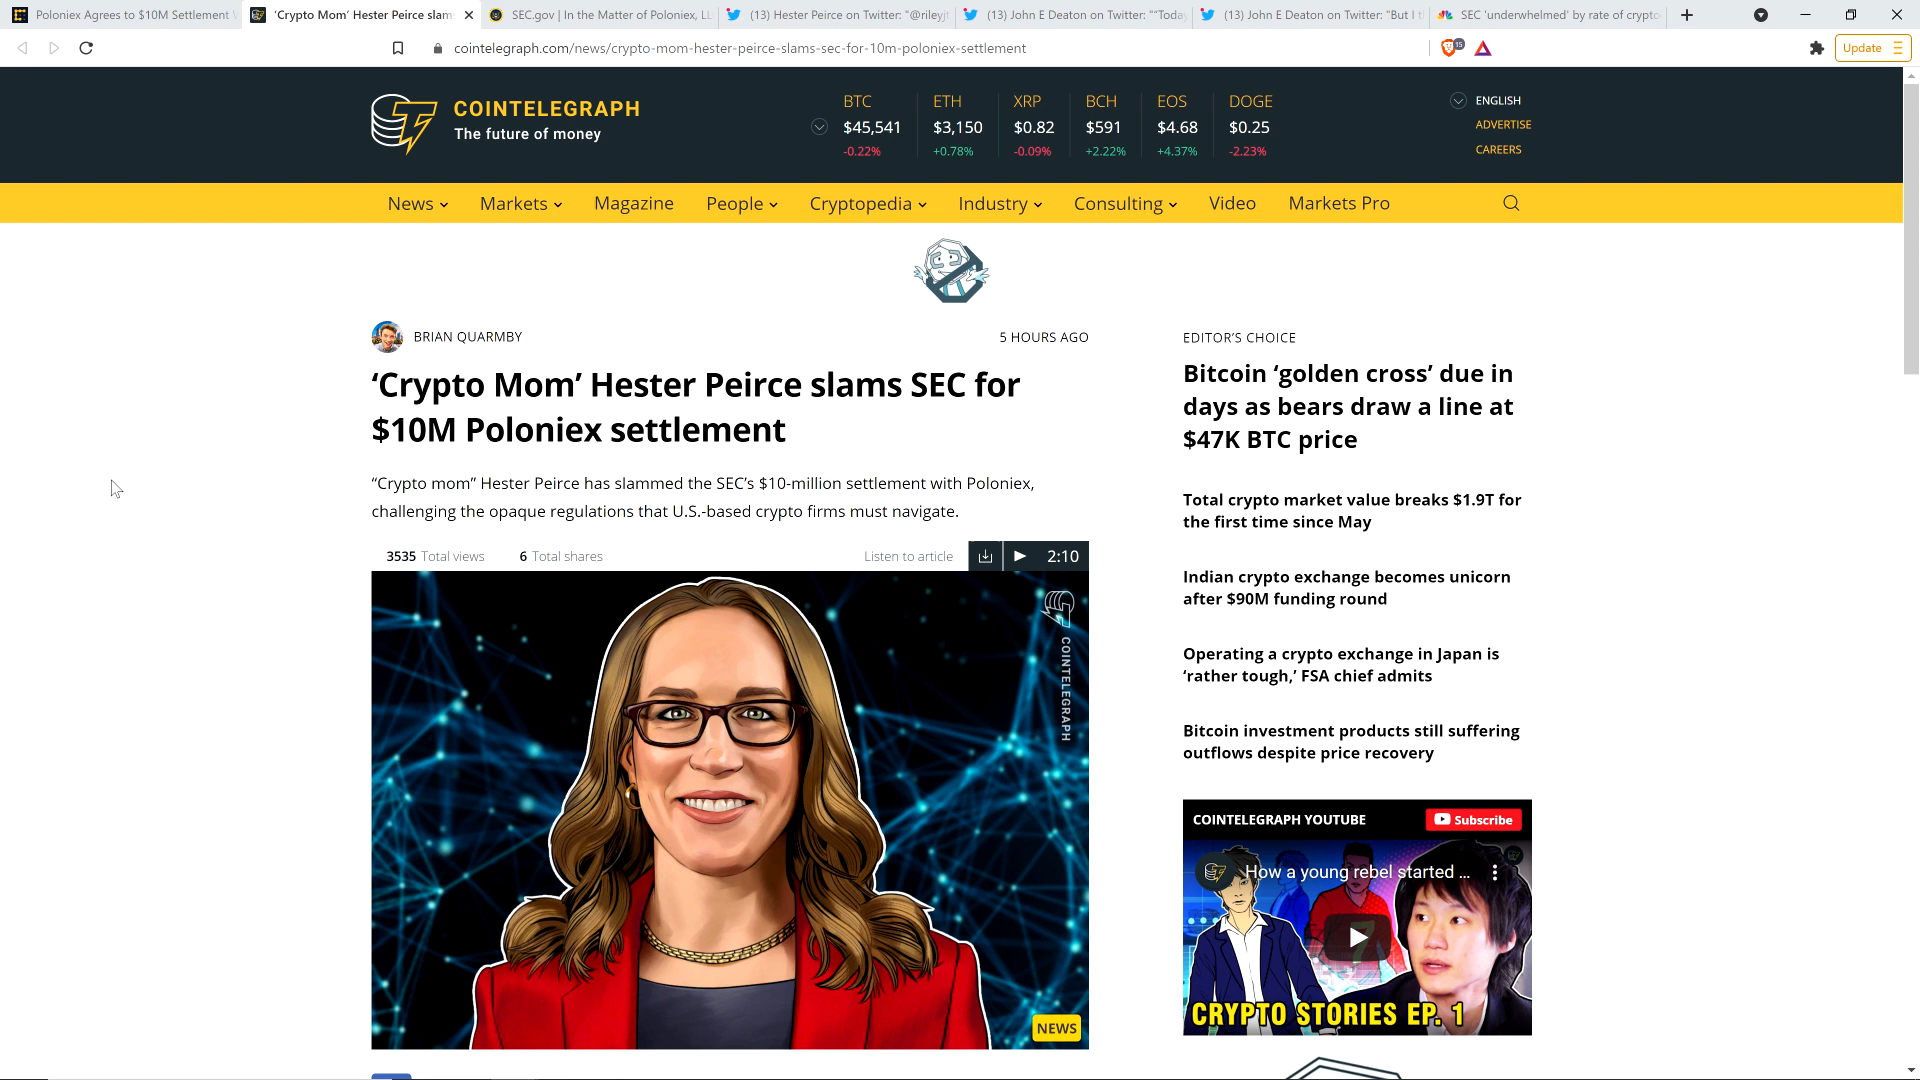 Poloniex Agrees to $10M Settlement
'Crypto Mom' Hester Peirce slam
SEC.gov | In the Matter of Poloniex, LL
(13) Hester Peirce on Twitter: "@rileyjt
(13) John E Deaton on Twitter: ""Today
(13) John E Deaton on Twitter: "But I t
SEC 'underwhelmed' by rate of crypto
cointelegraph.com/news/crypto-mom-hester-peirce-slams-sec-for-10m-poloniex-settlement
15
Update
COINTELEGRAPH
The future of money
BTC ETH XRP BCH EOS DOGE
$45,541 $3,150 $0.82 $591 $4.68 $0.25
-0.22% +0.78% -0.09% +2.22% +4.37% -2.23%
ENGLISH
ADVERTISE
CAREERS
News Markets Magazine People Cryptopedia Industry Consulting Video Markets Pro
BRIAN QUARMBY
5 HOURS AGO
‘Crypto Mom’ Hester Peirce slams SEC for
$10M Poloniex settlement
“Crypto mom” Hester Peirce has slammed the SEC’s $10-million settlement with Poloniex,
challenging the opaque regulations that U.S.-based crypto firms must navigate.
3535 Total views 6 Total shares
Listen to article 2:10
COINTELEGRAPH
NEWS
EDITOR’S CHOICE
Bitcoin ‘golden cross’ due in
days as bears draw a line at
$47K BTC price
Total crypto market value breaks $1.9T for
the first time since May
Indian crypto exchange becomes unicorn
after $90M funding round
Operating a crypto exchange in Japan is
‘rather tough,’ FSA chief admits
Bitcoin investment products still suffering
outflows despite price recovery
COINTELEGRAPH YOUTUBE
Subscribe
How a young rebel started ...
CRYPTO STORIES EP. 1